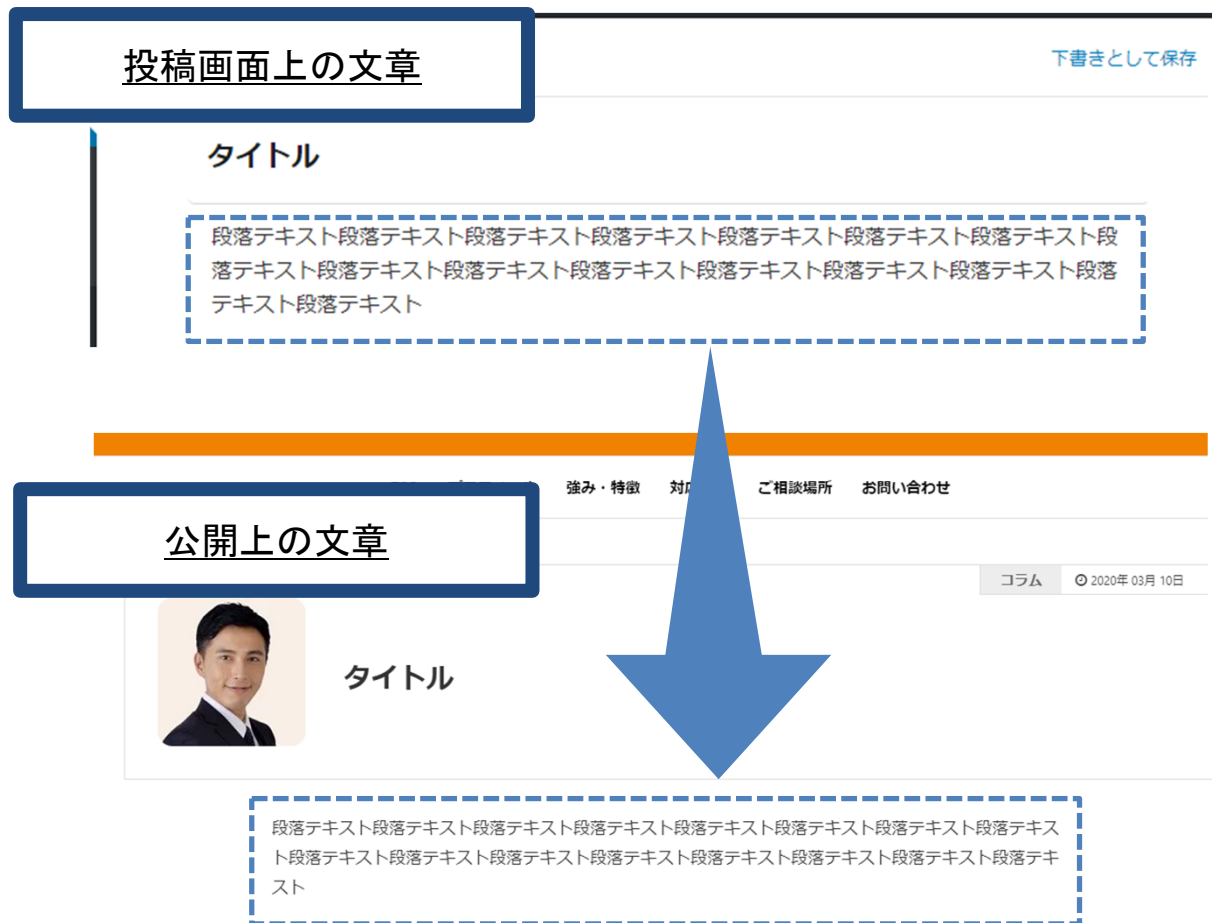 投稿画面上の文章
下書きとして保存
タイトル
段落テキスト段落テキスト段落テキスト段落テキスト段落テキスト段落テキスト段落テキスト段
落テキスト段落テキスト段落テキスト段落テキスト段落テキスト段落テキスト段落テキスト段落
テキスト段落テキスト
強み・特徴 ご相談場所 お問い合わせ
公開上の文章
コラム 2020年 03月 10日
タイトル
段落テキスト段落テキスト段落テキスト段落テキスト段落テキスト段落テキスト段落テキスト段落テキス
ト段落テキスト段落テキスト段落テキスト段落テキスト段落テキスト段落テキスト段落テキスト段落テキ
スト